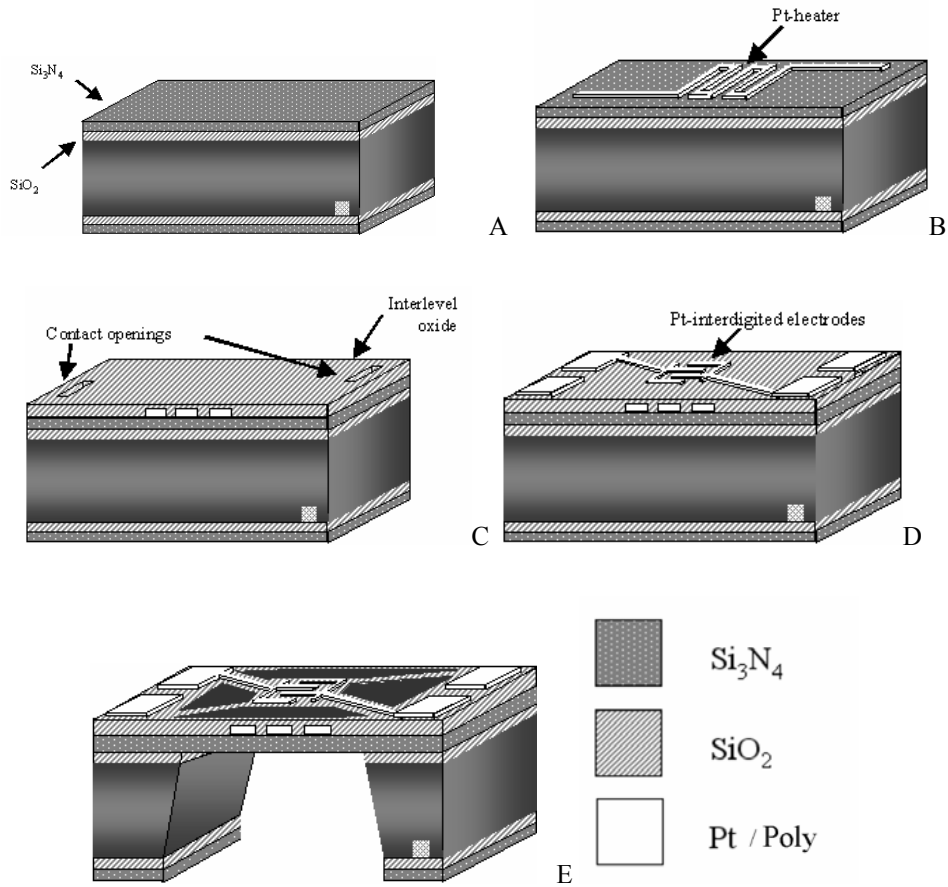 Pt-heater
Si₃N₄
SiO₂
A
B
Interlevel
oxide
Contact openings
Pt-interdigited electrodes
C
D
Si₃N₄
SiO₂
Pt / Poly
E